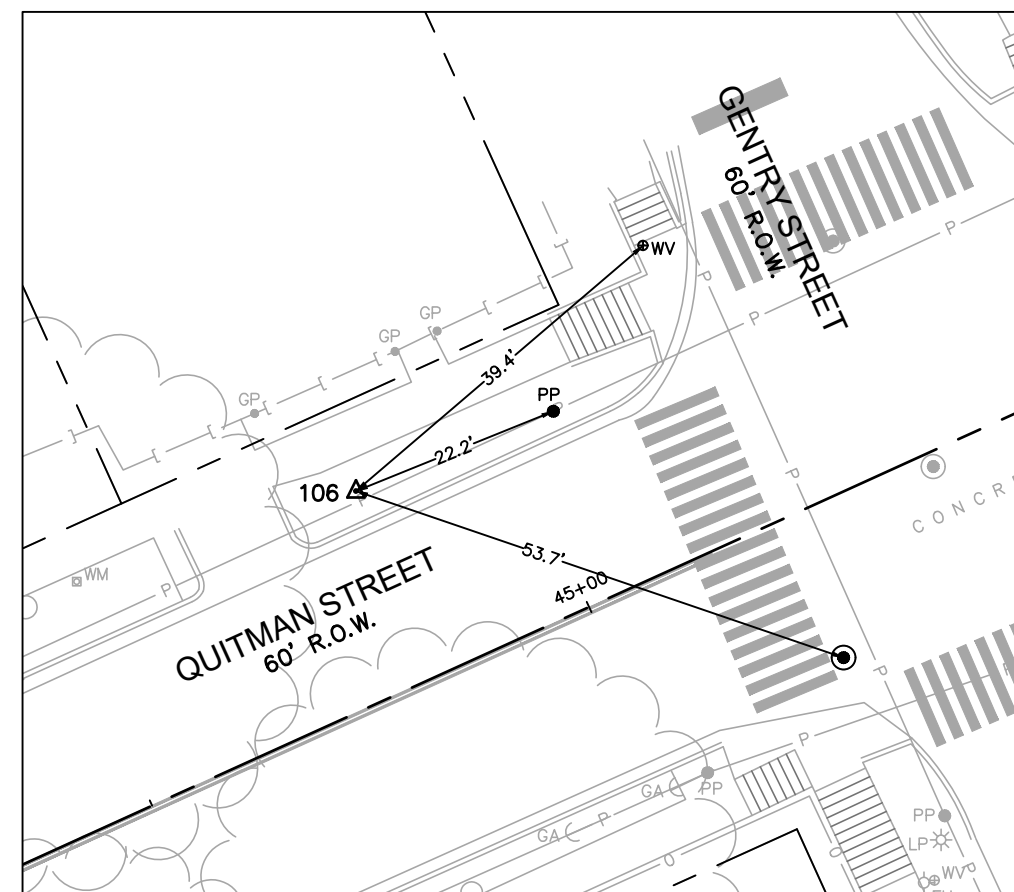 GENTRY STREET
60' R.O.W.
P
WV
P
P
GP
GP
39.4'
PP
P
GP
22.2'
106
P
P
CONCR
53.7'
WM
P
45+00
QUITMAN STREET
60' R.O.W.
P
P
GA
PP
P
GA
PP
LP
WV
P